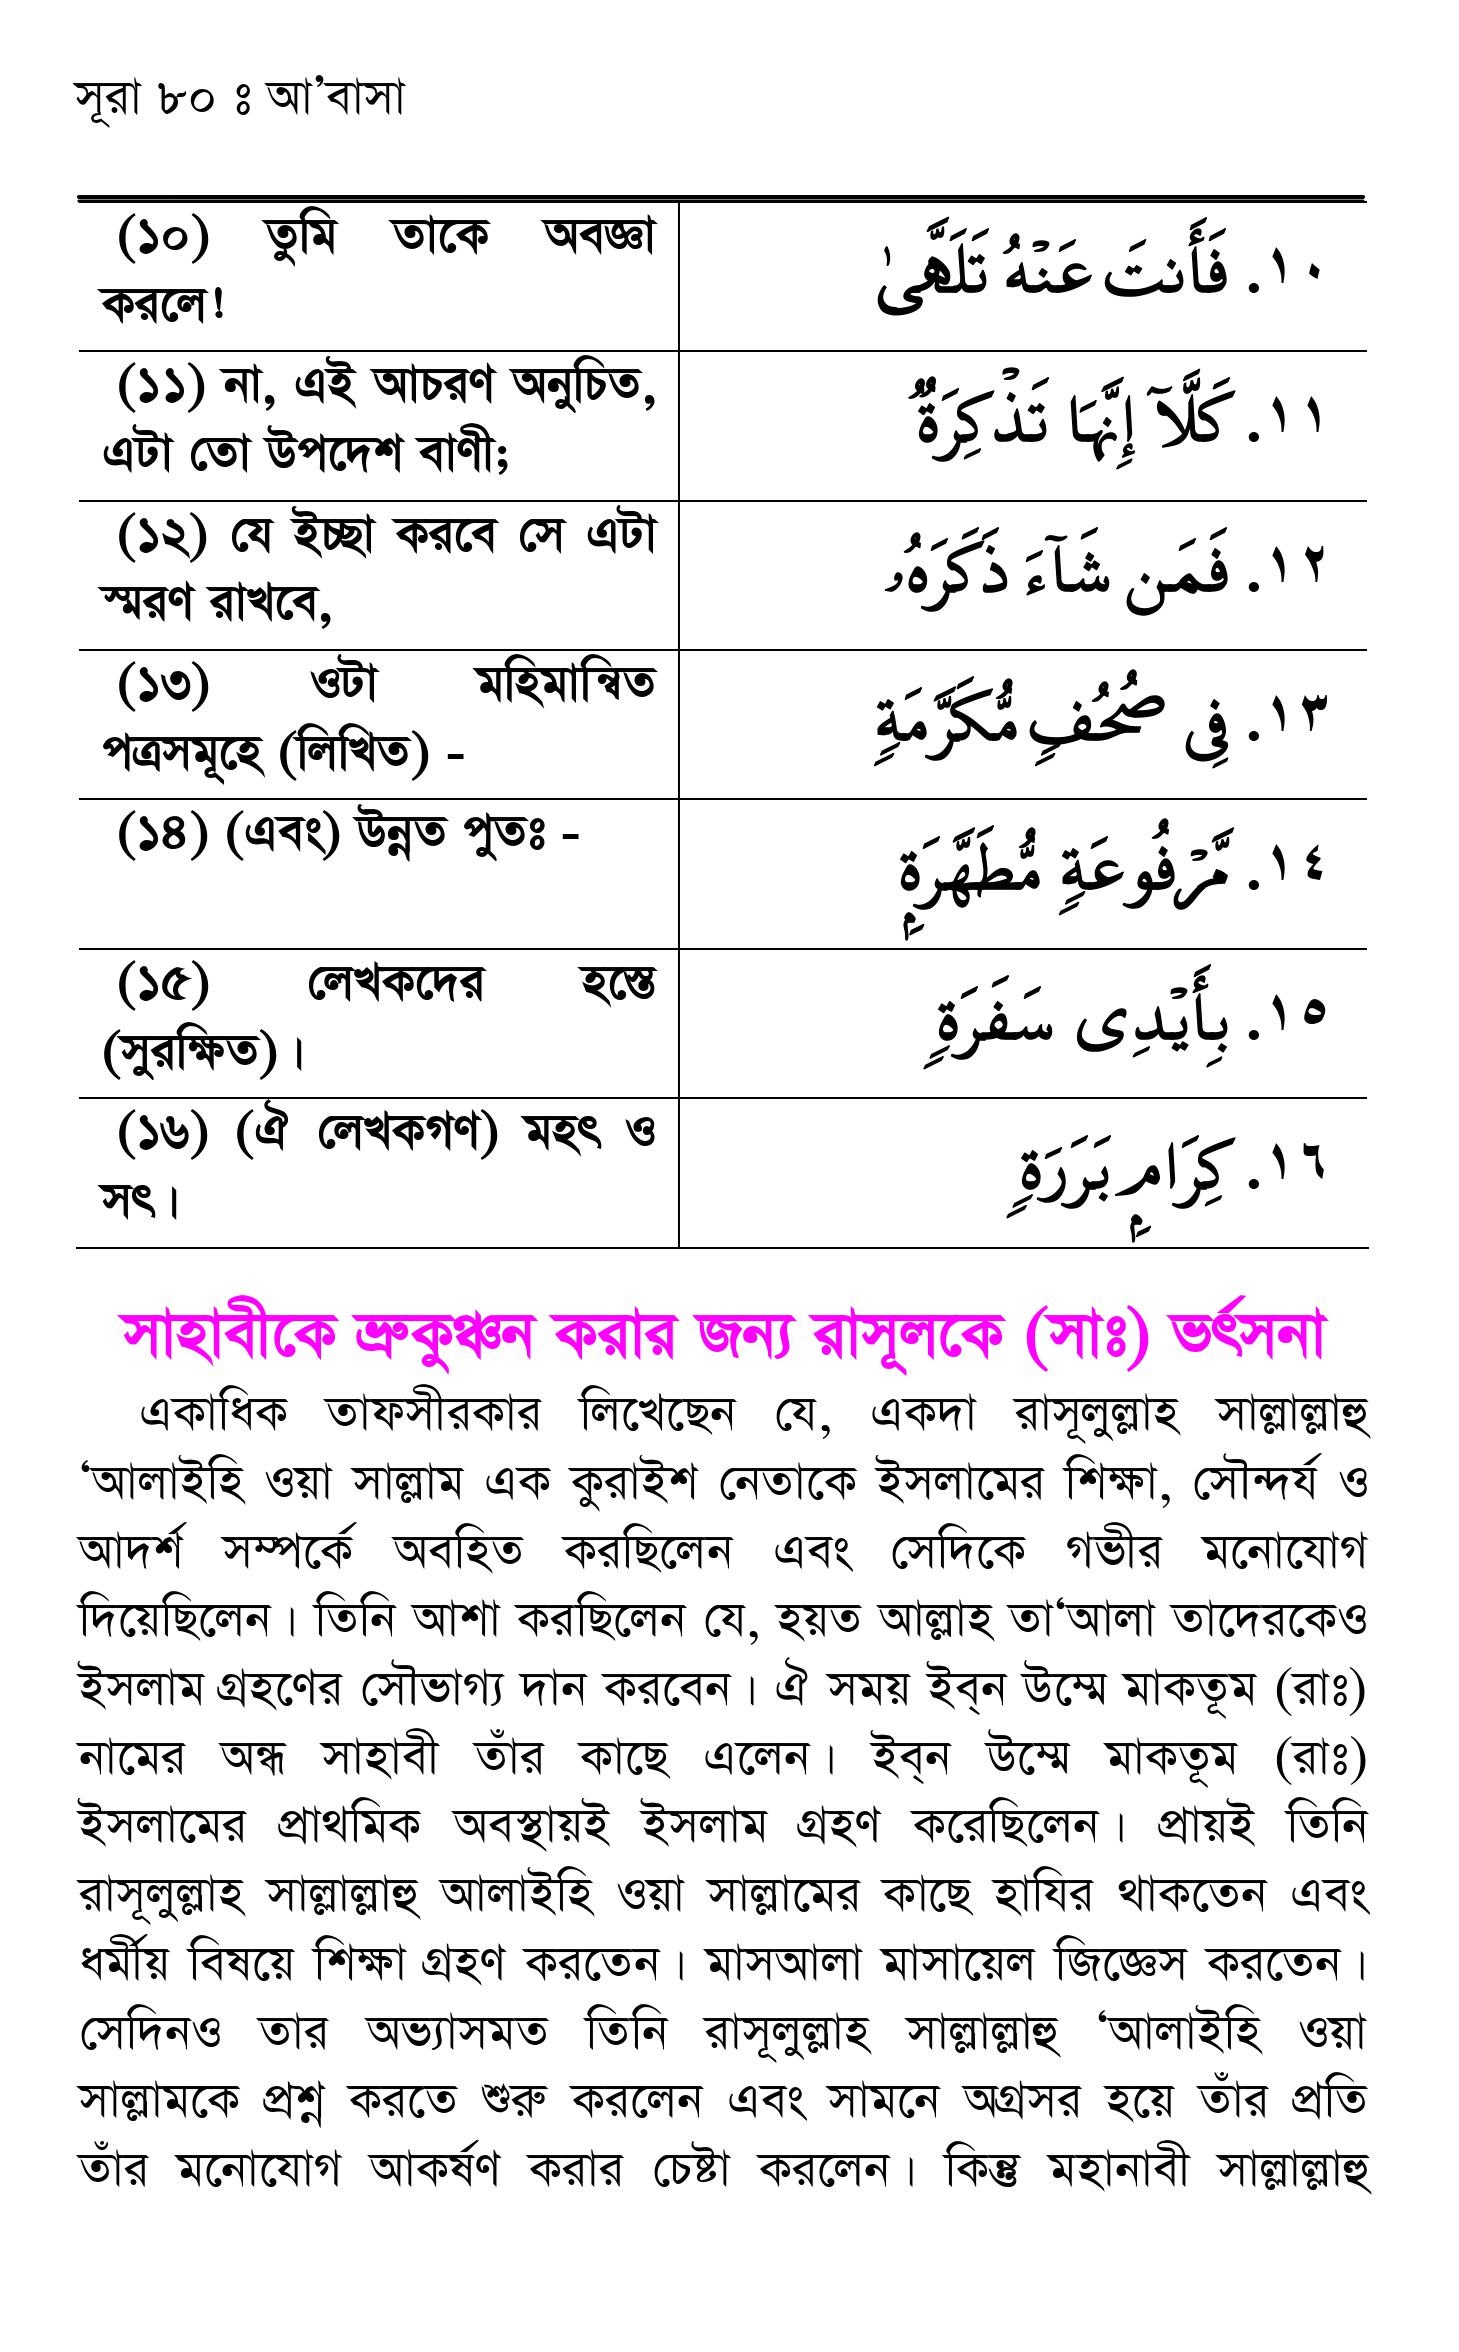 সূরা ৮০ ঃ আ’বাসা
(১০) তুমি তাকে অবজ্ঞা
করলে!
١٠. فَأَنتَ عَنْهُ تَلَهَّىٰ
(১১) না, এই আচরণ অনুচিত,
এটা তো উপদেশ বাণী;
١١. كَلَّآ إِنَّهَا تَذْكِرَةٌ
(১২) যে ইচ্ছা করবে সে এটা
স্মরণ রাখবে,
١٢. فَمَن شَآءَ ذَكَرَهُۥ
(১৩) ওটা মহিমান্বিত
পত্রসমূহে (লিখিত) -
١٣. فِى صُحُفٍ مُّكَرَّمَةٍ
(১৪) (এবং) উন্নত পুতঃ -
١٤. مَّرْفُوعَةٍ مُّطَهَّرَةٍۭ
(১৫) লেখকদের হস্তে
(সুরক্ষিত)।
١٥. بِأَيْدِى سَفَرَةٍ
(১৬) (ঐ লেখকগণ) মহৎ ও
সৎ।
١٦. كِرَامٍۭ بَرَرَةٍ
সাহাবীকে ভ্রুকুঞ্চন করার জন্য রাসূলকে (সাঃ) ভর্ৎসনা
একাধিক তাফসীরকার লিখেছেন যে, একদা রাসূলুল্লাহ সাল্লাল্লাহু
‘আলাইহি ওয়া সাল্লাম এক কুরাইশ নেতাকে ইসলামের শিক্ষা, সৌন্দর্য ও
আদর্শ সম্পর্কে অবহিত করছিলেন এবং সেদিকে গভীর মনোযোগ
দিয়েছিলেন। তিনি আশা করছিলেন যে, হয়ত আল্লাহ তা‘আলা তাদেরকেও
ইসলাম গ্রহণের সৌভাগ্য দান করবেন। ঐ সময় ইব্‌ন উম্মে মাকতূম (রাঃ)
নামের অন্ধ সাহাবী তাঁর কাছে এলেন। ইব্‌ন উম্মে মাকতূম (রাঃ)
ইসলামের প্রাথমিক অবস্থায়ই ইসলাম গ্রহণ করেছিলেন। প্রায়ই তিনি
রাসূলুল্লাহ সাল্লাল্লাহু আলাইহি ওয়া সাল্লামের কাছে হাযির থাকতেন এবং
ধর্মীয় বিষয়ে শিক্ষা গ্রহণ করতেন। মাসআলা মাসায়েল জিজ্ঞেস করতেন।
সেদিনও তার অভ্যাসমত তিনি রাসূলুল্লাহ সাল্লাল্লাহু ‘আলাইহি ওয়া
সাল্লামকে প্রশ্ন করতে শুরু করলেন এবং সামনে অগ্রসর হয়ে তাঁর প্রতি
তাঁর মনোযোগ আকর্ষণ করার চেষ্টা করলেন। কিন্তু মহানাবী সাল্লাল্লাহু